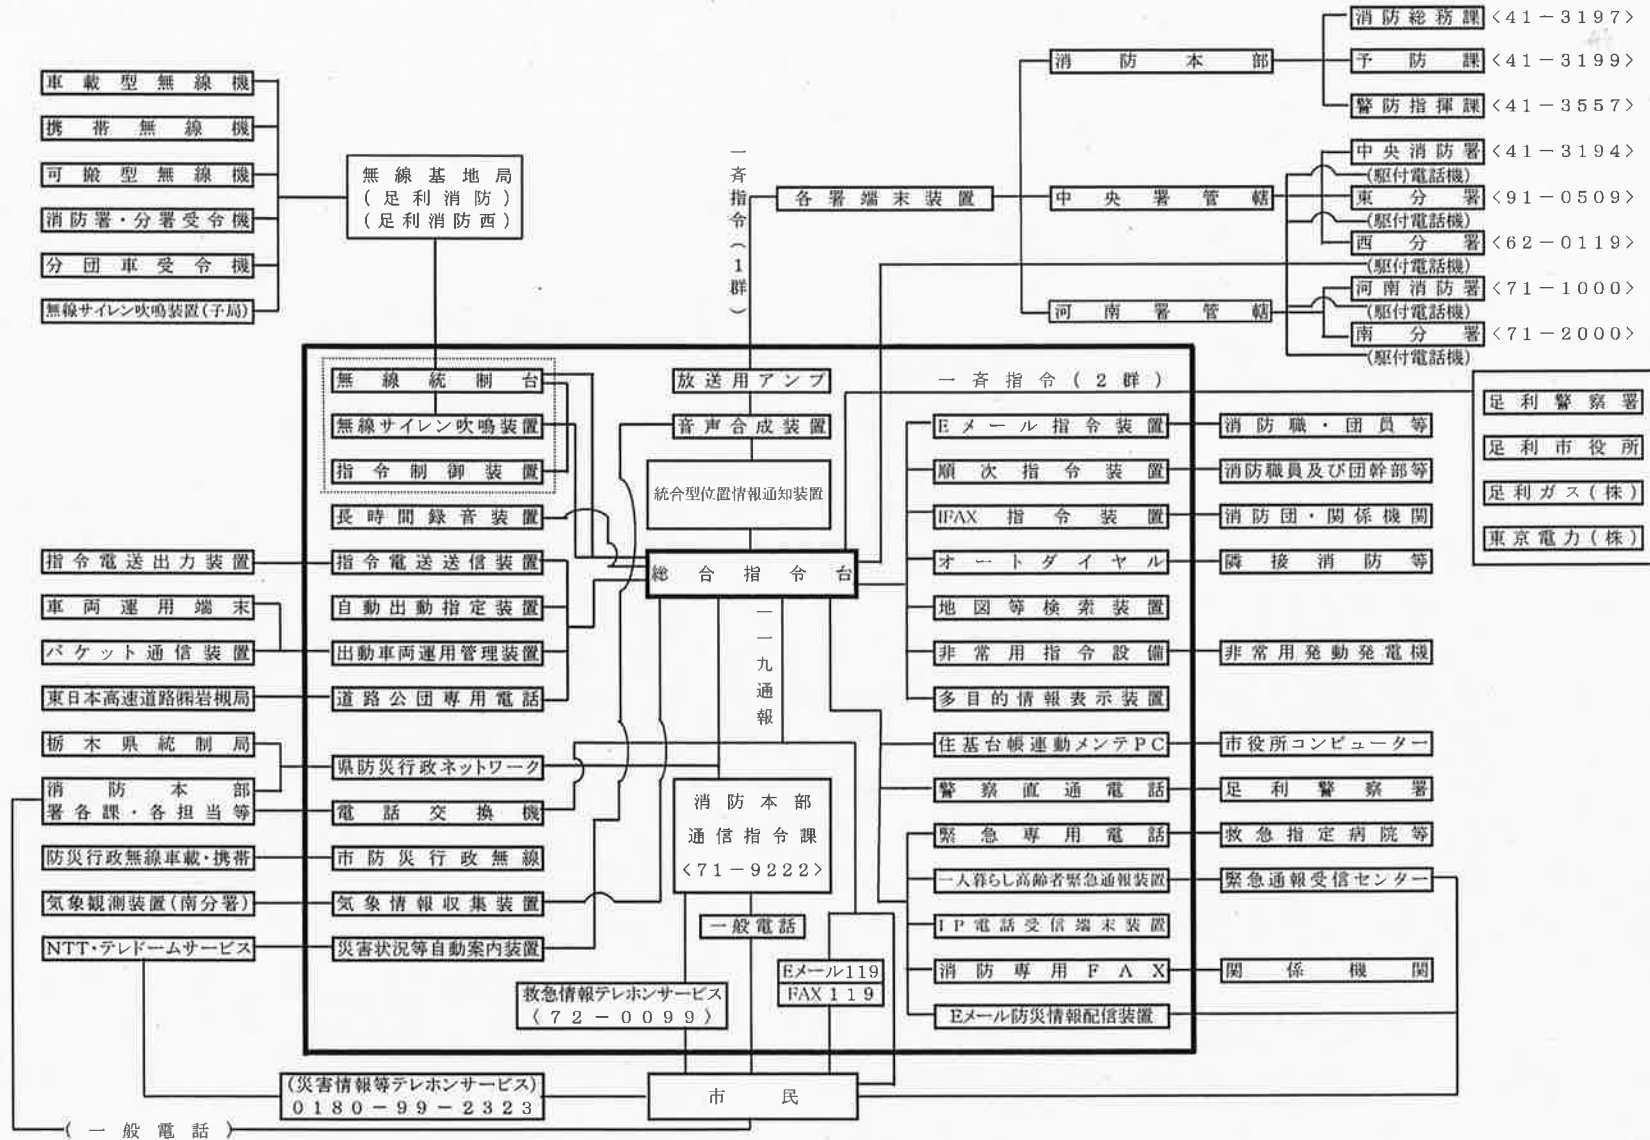 消防総務課 <41－3197>
予防課 <41－3199>
警防指揮課 <41－3557>
消防本部
中央消防署 <41－3194>
(駆付電話機)
東分署 <91－0509>
(駆付電話機)
西分署 <62－0119>
(駆付電話機)
河南消防署 <71－1000>
(駆付電話機)
南分署 <71－2000>
(駆付電話機)
中央署管轄
河南署管轄
各署端末装置
一斉指令(1群)
車載型無線機
携帯無線機
可搬型無線機
消防署・分署受令機
分団車受令機
無線サイレン吹鳴装置(子局)
無線基地局
(足利消防)
(足利消防西)
無線統制台
無線サイレン吹鳴装置
指令制御装置
長時間録音装置
指令電送送信装置
自動出動指定装置
出動車両運用管理装置
道路公団専用電話
県防災行政ネットワーク
電話交換機
市防災行政無線
気象情報収集装置
災害状況等自動案内装置
指令電送出力装置
車両運用端末
パケット通信装置
東日本高速道路㈱岩槻局
栃木県統制局
消防本部
署各課・各担当等
防災行政無線車載・携帯
気象観測装置(南分署)
NTT・テレドームサービス
放送用アンプ
音声合成装置
統合型位置情報通知装置
総合指令台
一一九通報
消防本部
通信指令課
<71－9222>
一般電話
救急情報テレホンサービス
<72－0099>
Eメール119
FAX119
一斉指令(2群)
Eメール指令装置
順次指令装置
IFAX指令装置
オートダイヤル
地図等検索装置
非常用指令設備
多目的情報表示装置
住基台帳連動メンテPC
警察直通電話
緊急専用電話
一人暮らし高齢者緊急通報装置
IP電話受信端末装置
消防専用FAX
Eメール防災情報配信装置
消防職・団員等
消防職員及び団幹部等
消防団・関係機関
隣接消防等
非常用発動発電機
市役所コンピューター
足利警察署
救急指定病院等
緊急通報受信センター
関係機関
足利警察署
足利市役所
足利ガス(株)
東京電力(株)
(災害情報等テレホンサービス)
0180－99－2323
市民
(一般電話)